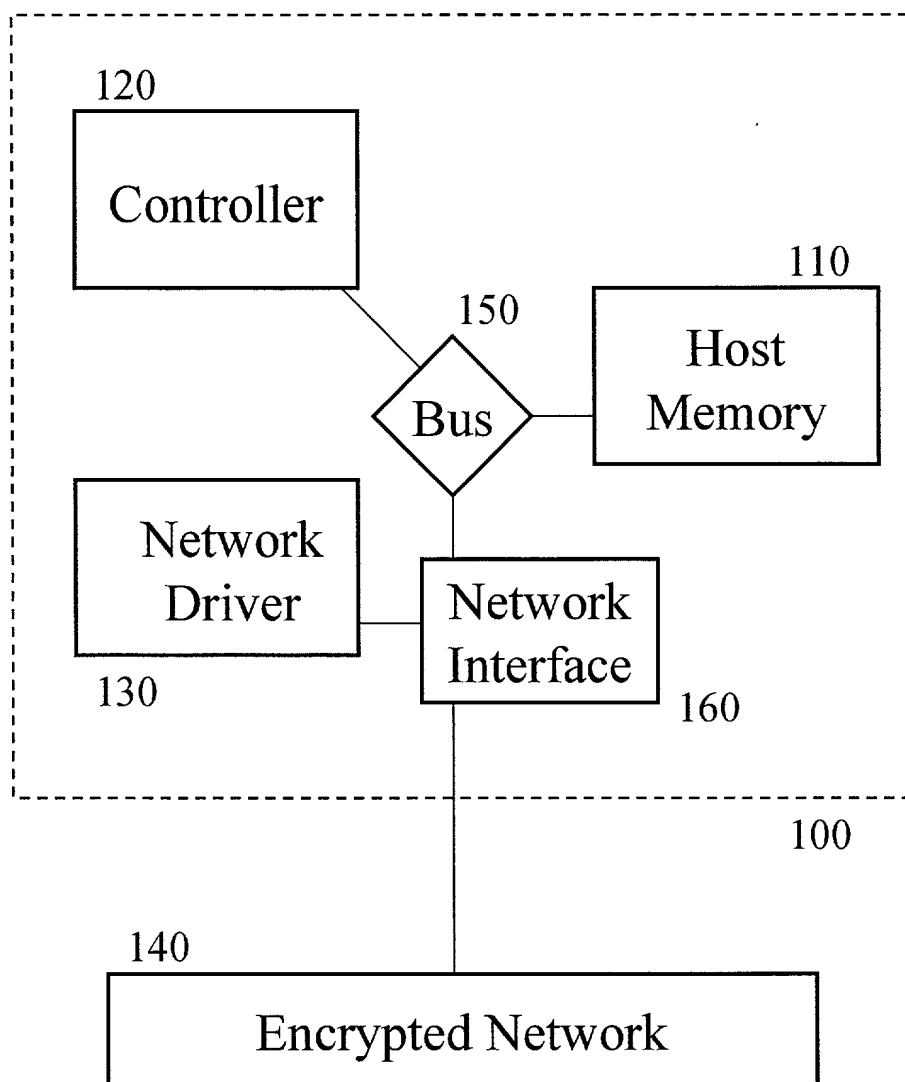 120
Controller
110
Host
Memory
150
Bus
Network
Driver
130
Network
Interface
160
100
140
Encrypted Network